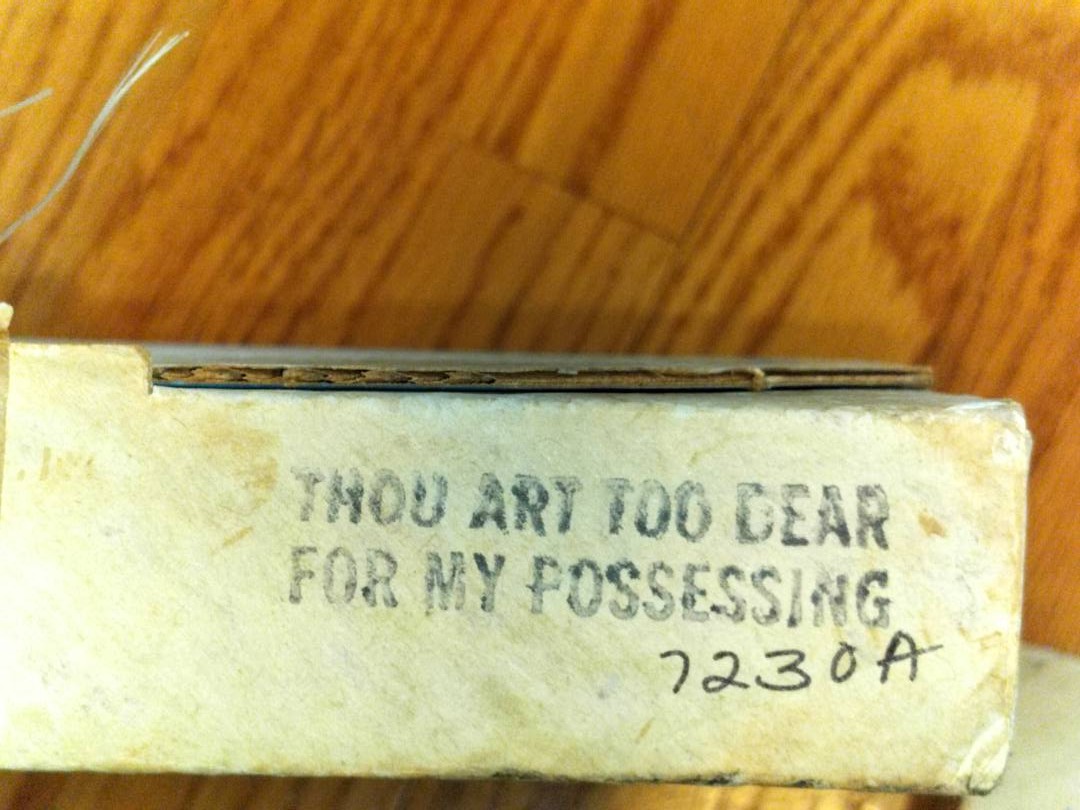 THOU ART TOO DEAR
FOR MY POSSESSING
7230A